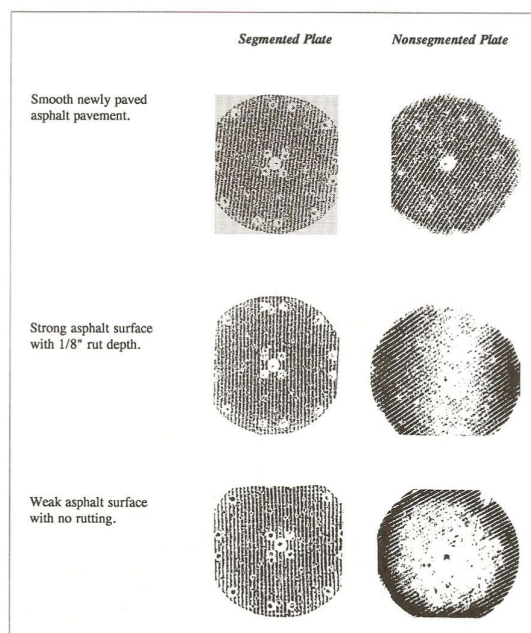 Segmented Plate Nonsegmented Plate
Smooth newly paved
asphalt pavement.
Strong asphalt surface
with 1/8" rut depth.
Weak asphalt surface
with no rutting.